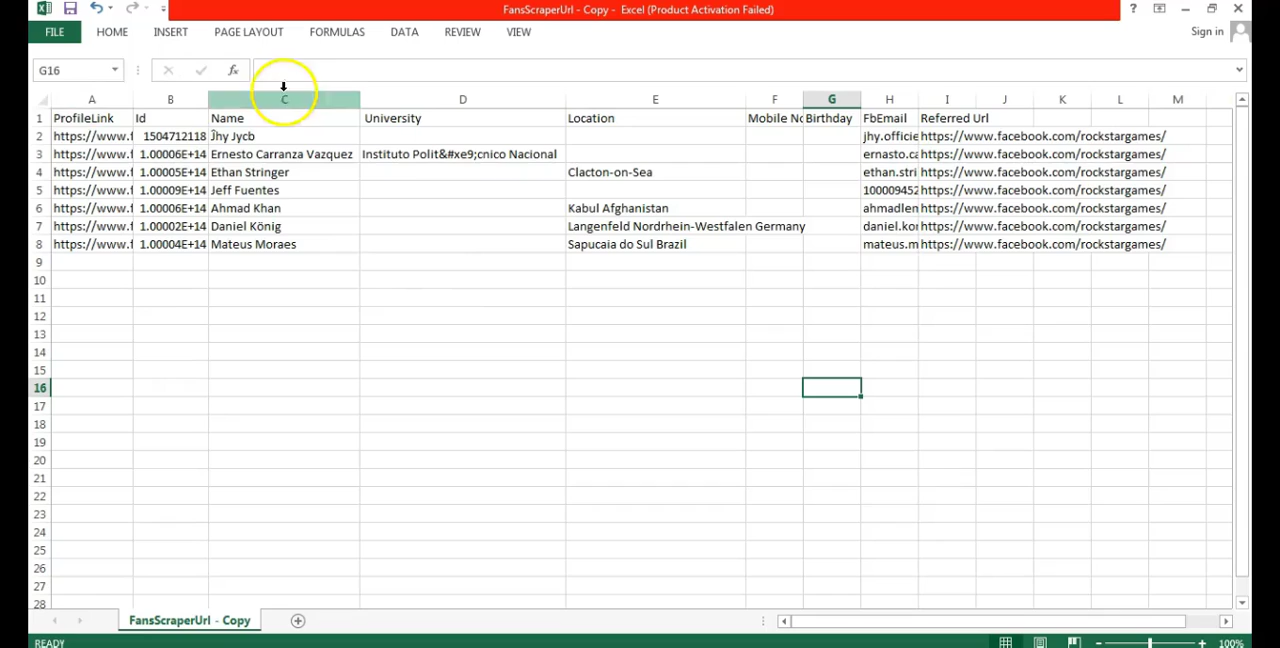 FansScraperUrl - Copy - Excel (Product Activation Failed)
FILE HOME INSERT PAGE LAYOUT FORMULAS DATA REVIEW VIEW Sign in
G16 fx
A B C D E F G H I J K L M
1 ProfileLink Id Name University Location Mobile No Birthday FbEmail Referred Url
2 https://www.f 1504712118 Ĵhy Jycb jhy.officie https://www.facebook.com/rockstargames/
3 https://www.f 1.00006E+14 Ernesto Carranza Vazquez Instituto Polit&#xe9;cnico Nacional ernasto.ca https://www.facebook.com/rockstargames/
4 https://www.f 1.00005E+14 Ethan Stringer Clacton-on-Sea ethan.stri https://www.facebook.com/rockstargames/
5 https://www.f 1.00009E+14 Jeff Fuentes 100009452 https://www.facebook.com/rockstargames/
6 https://www.f 1.00006E+14 Ahmad Khan Kabul Afghanistan ahmadlen https://www.facebook.com/rockstargames/
7 https://www.f 1.00002E+14 Daniel König Langenfeld Nordrhein-Westfalen Germany daniel.kor https://www.facebook.com/rockstargames/
8 https://www.f 1.00004E+14 Mateus Moraes Sapucaia do Sul Brazil mateus.m https://www.facebook.com/rockstargames/
9
10
11
12
13
14
15
16
17
18
19
20
21
22
23
24
25
26
27
28
FansScraperUrl - Copy
READY 100%